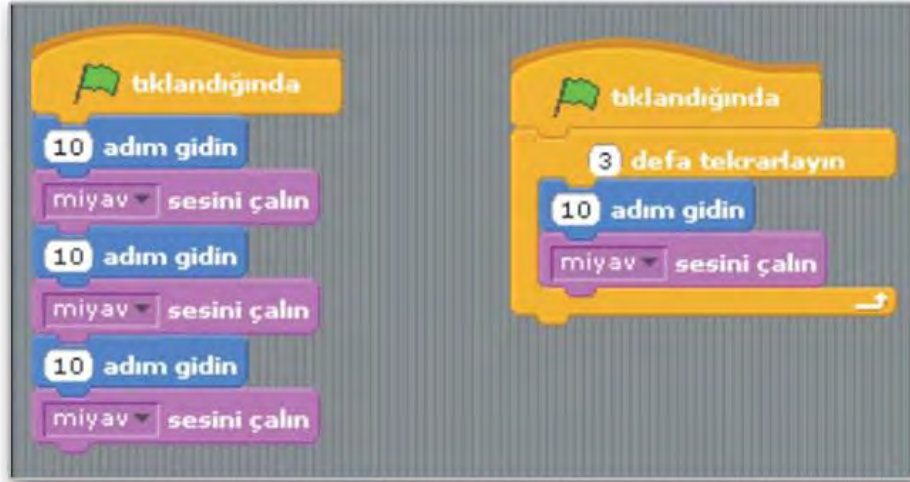 tıklandığında
10 adım gidin
miyav sesini çalın
10 adım gidin
miyav sesini çalın
10 adım gidin
miyav sesini çalın
tıklandığında
3 defa tekrarlayın
10 adım gidin
miyav sesini çalın